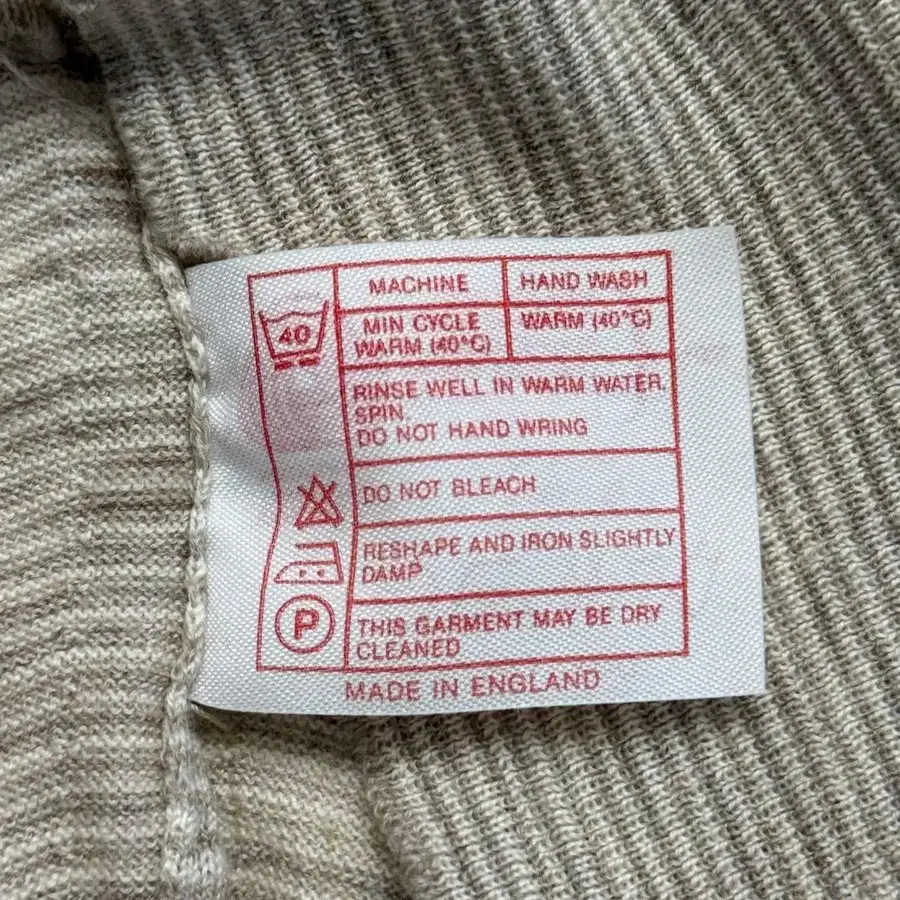 40
MACHINE
HAND WASH
MIN CYCLE
WARM (40°C)
WARM (40°C)
RINSE WELL IN WARM WATER.
SPIN.
DO NOT HAND WRING
DO NOT BLEACH
RESHAPE AND IRON SLIGHTLY
DAMP
P
THIS GARMENT MAY BE DRY
CLEANED
MADE IN ENGLAND